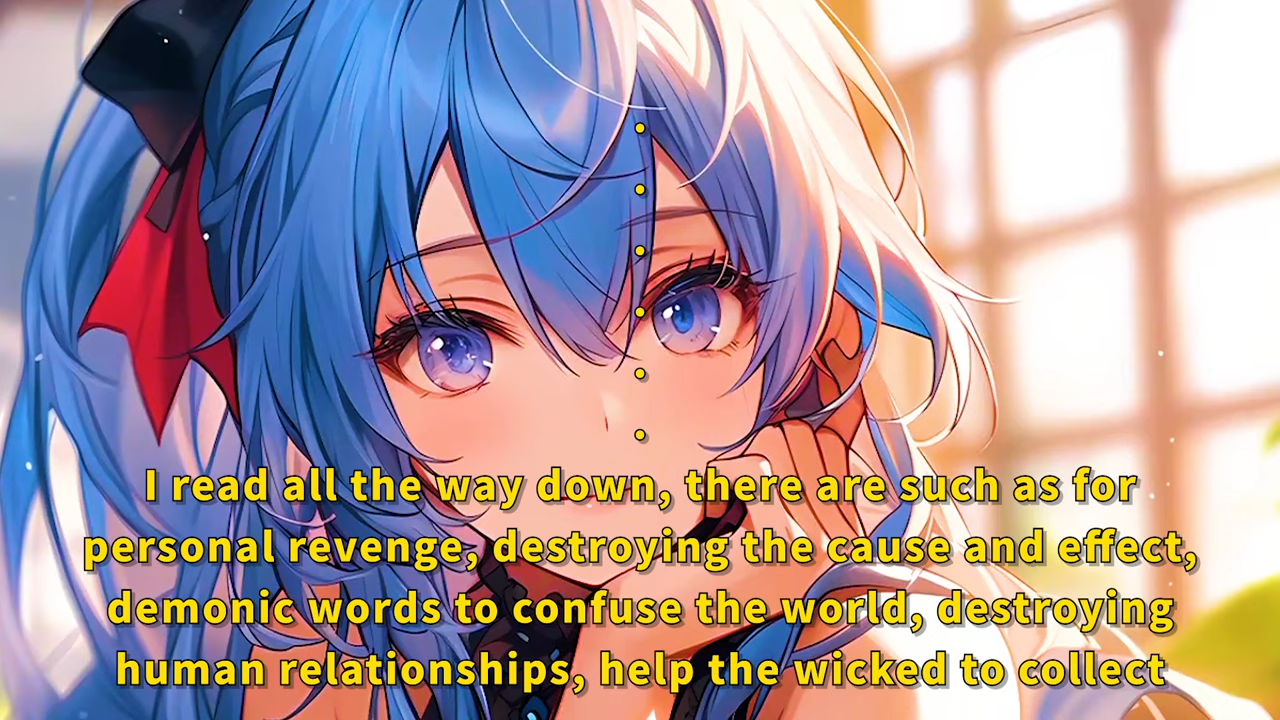 I read all the way down, there are such as for
personal revenge, destroying the cause and effect,
demonic words to confuse the world, destroying
human relationships, help the wicked to collect